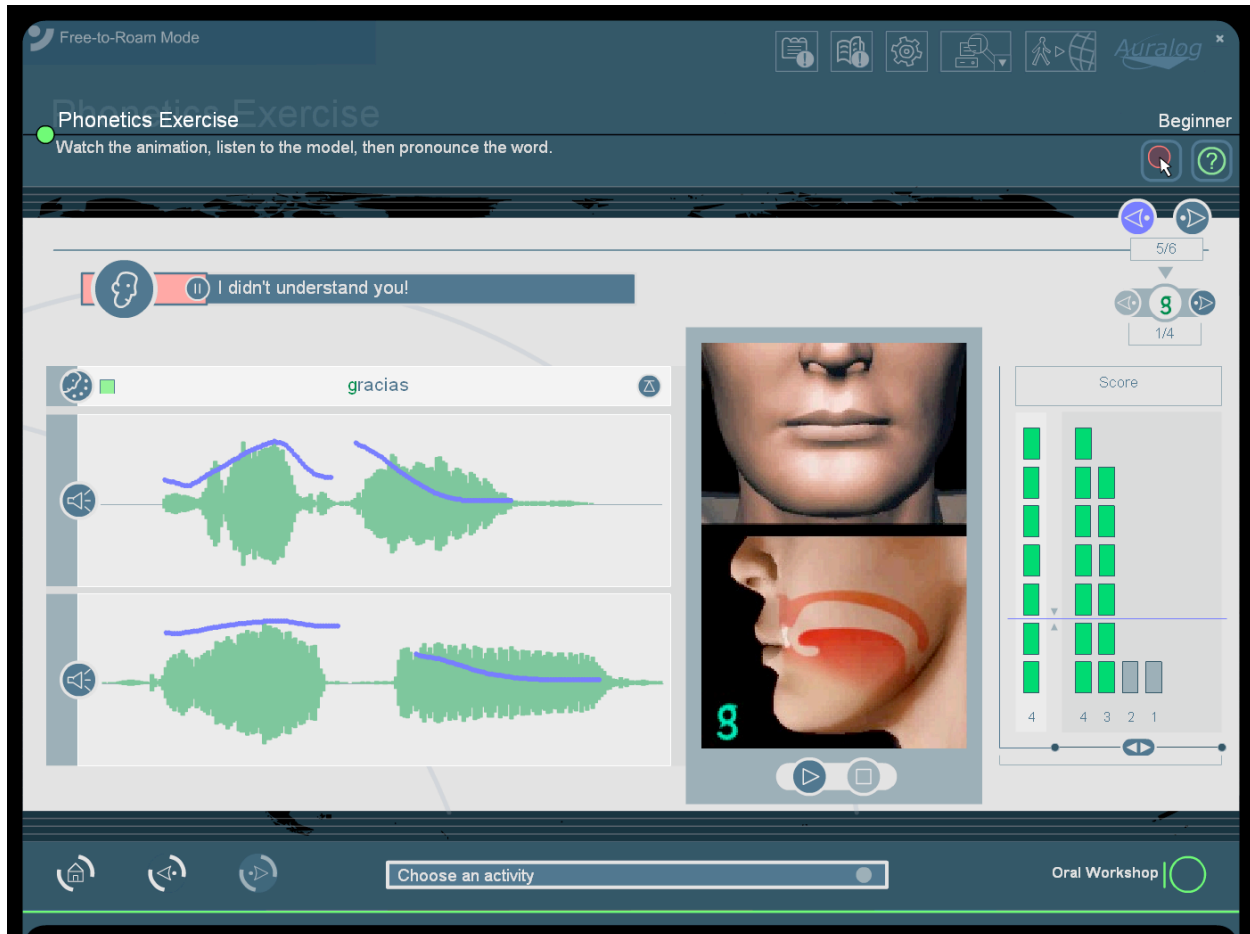 Free-to-Roam Mode
Auralog
Phonetics Exercise
Phonetics Exercise
Beginner
Watch the animation, listen to the model, then pronounce the word.
?
5/6
I didn't understand you!
g
1/4
gracias
Score
g
4 4 3 2 1
Choose an activity
Oral Workshop